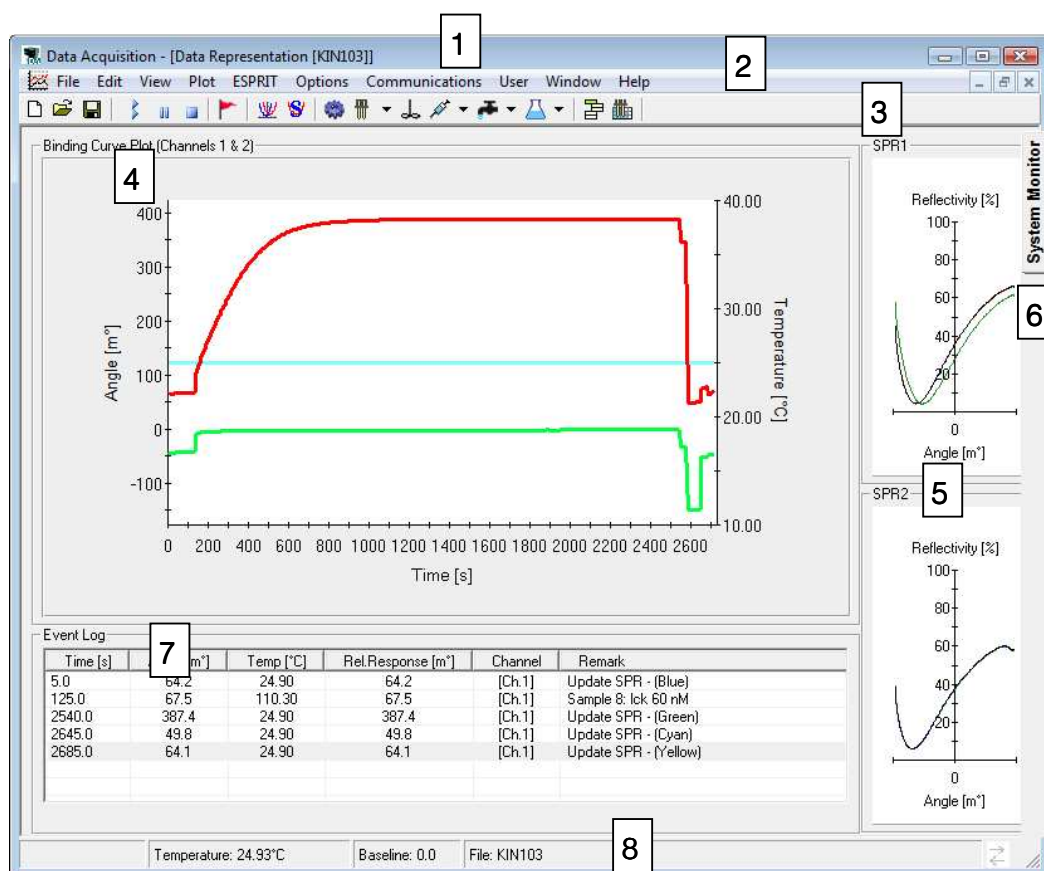 1
Data Acquisition - [Data Representation [KIN103]]
2
File Edit View Plot ESPRIT Options Communications User Window Help
3
Binding Curve Plot (Channels 1 & 2)
4
400
300
200
100
0
-100
Angle [m°]
40.00
30.00
20.00
10.00
Temperature [°C]
0 200 400 600 800 1000 1200 1400 1600 1800 2000 2200 2400 2600
Time [s]
SPR1
Reflectivity [%]
100
80
60
40
20
0
Angle [m°]
System Monitor
6
SPR2
5
Reflectivity [%]
100
80
60
40
20
0
Angle [m°]
Event Log
7
Time [s] m°] Temp [°C] Rel.Response [m°] Channel Remark
5.0 64.2 24.90 64.2 [Ch.1] Update SPR - (Blue)
125.0 67.5 110.30 67.5 [Ch.1] Sample 8: lck 60 nM
2540.0 387.4 24.90 387.4 [Ch.1] Update SPR - (Green)
2645.0 49.8 24.90 49.8 [Ch.1] Update SPR - (Cyan)
2685.0 64.1 24.90 64.1 [Ch.1] Update SPR - (Yellow)
Temperature: 24.93°C Baseline: 0.0 File: KIN103
8